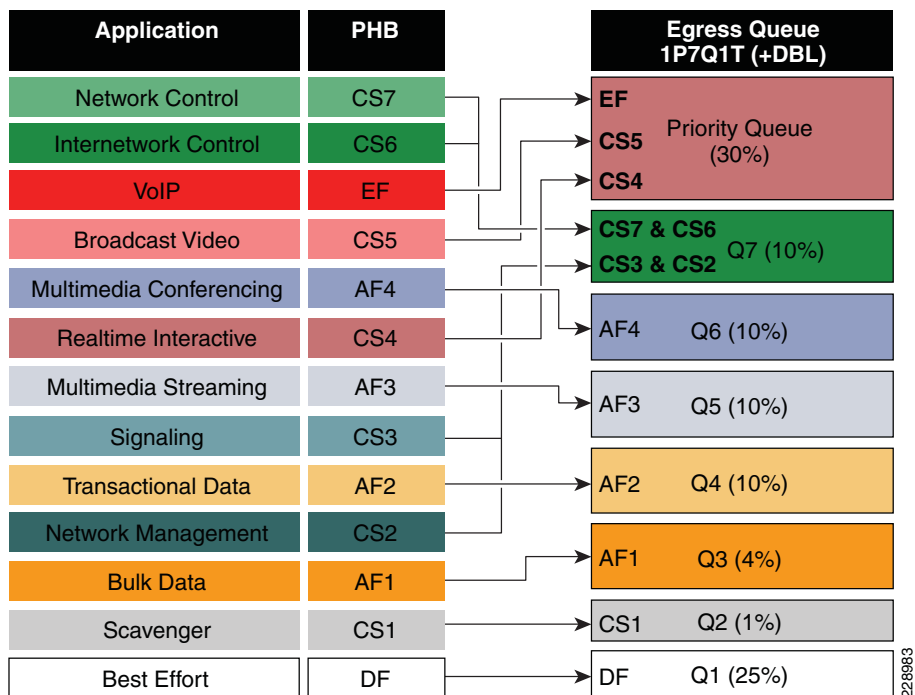 Application PHB
Egress Queue
1P7Q1T (+DBL)
Network Control CS7
Internetwork Control CS6
VoIP EF
Broadcast Video CS5
Multimedia Conferencing AF4
Realtime Interactive CS4
Multimedia Streaming AF3
Signaling CS3
Transactional Data AF2
Network Management CS2
Bulk Data AF1
Scavenger CS1
Best Effort DF
EF
CS5 Priority Queue
(30%)
CS4
CS7 & CS6
CS3 & CS2 Q7 (10%)
AF4 Q6 (10%)
AF3 Q5 (10%)
AF2 Q4 (10%)
AF1 Q3 (4%)
CS1 Q2 (1%)
DF Q1 (25%)
228983